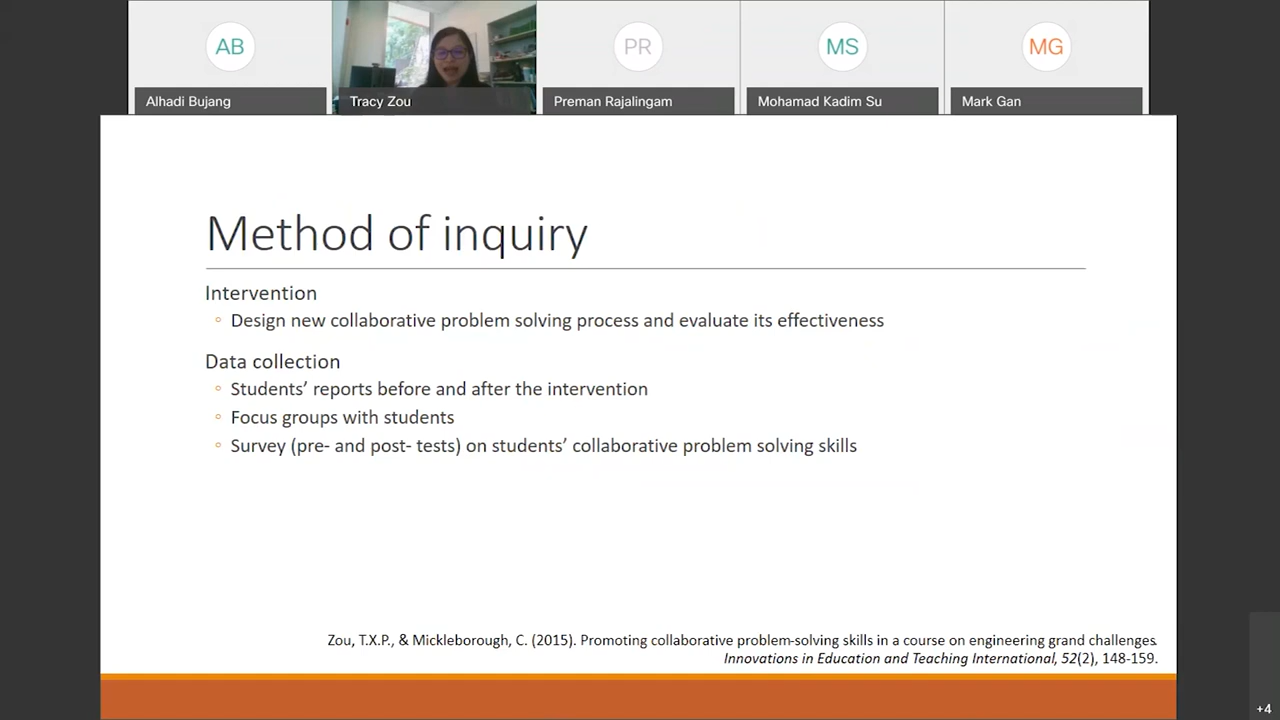 AB
PR
MS
MG
Alhadi Bujang
Tracy Zou
Preman Rajalingam
Mohamad Kadim Su
Mark Gan
Method of inquiry
Intervention
◦ Design new collaborative problem solving process and evaluate its effectiveness
Data collection
◦ Students’ reports before and after the intervention
◦ Focus groups with students
◦ Survey (pre- and post- tests) on students’ collaborative problem solving skills
Zou, T.X.P., & Mickleborough, C. (2015). Promoting collaborative problem-solving skills in a course on engineering grand challenges.
Innovations in Education and Teaching International, 52(2), 148-159.
+4